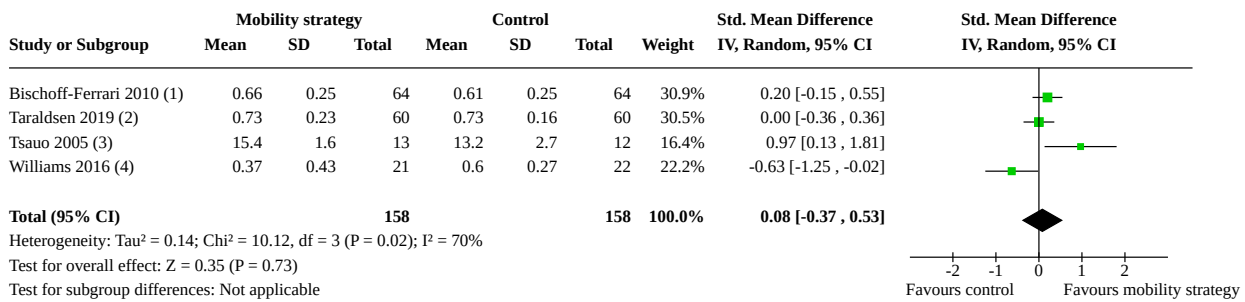 Mobility strategy Control Std. Mean Difference Std. Mean Difference
Study or Subgroup Mean SD Total Mean SD Total Weight IV, Random, 95% CI IV, Random, 95% CI
Bischoff-Ferrari 2010 (1) 0.66 0.25 64 0.61 0.25 64 30.9% 0.20 [-0.15 , 0.55]
Taraldsen 2019 (2) 0.73 0.23 60 0.73 0.16 60 30.5% 0.00 [-0.36 , 0.36]
Tsauo 2005 (3) 15.4 1.6 13 13.2 2.7 12 16.4% 0.97 [0.13 , 1.81]
Williams 2016 (4) 0.37 0.43 21 0.6 0.27 22 22.2% -0.63 [-1.25 , -0.02]
Total (95% CI) 158 158 100.0% 0.08 [-0.37 , 0.53]
Heterogeneity: Tau² = 0.14; Chi² = 10.12, df = 3 (P = 0.02); I² = 70%
Test for overall effect: Z = 0.35 (P = 0.73)
-2 -1 0 1 2
Test for subgroup differences: Not applicable
Favours control Favours mobility strategy